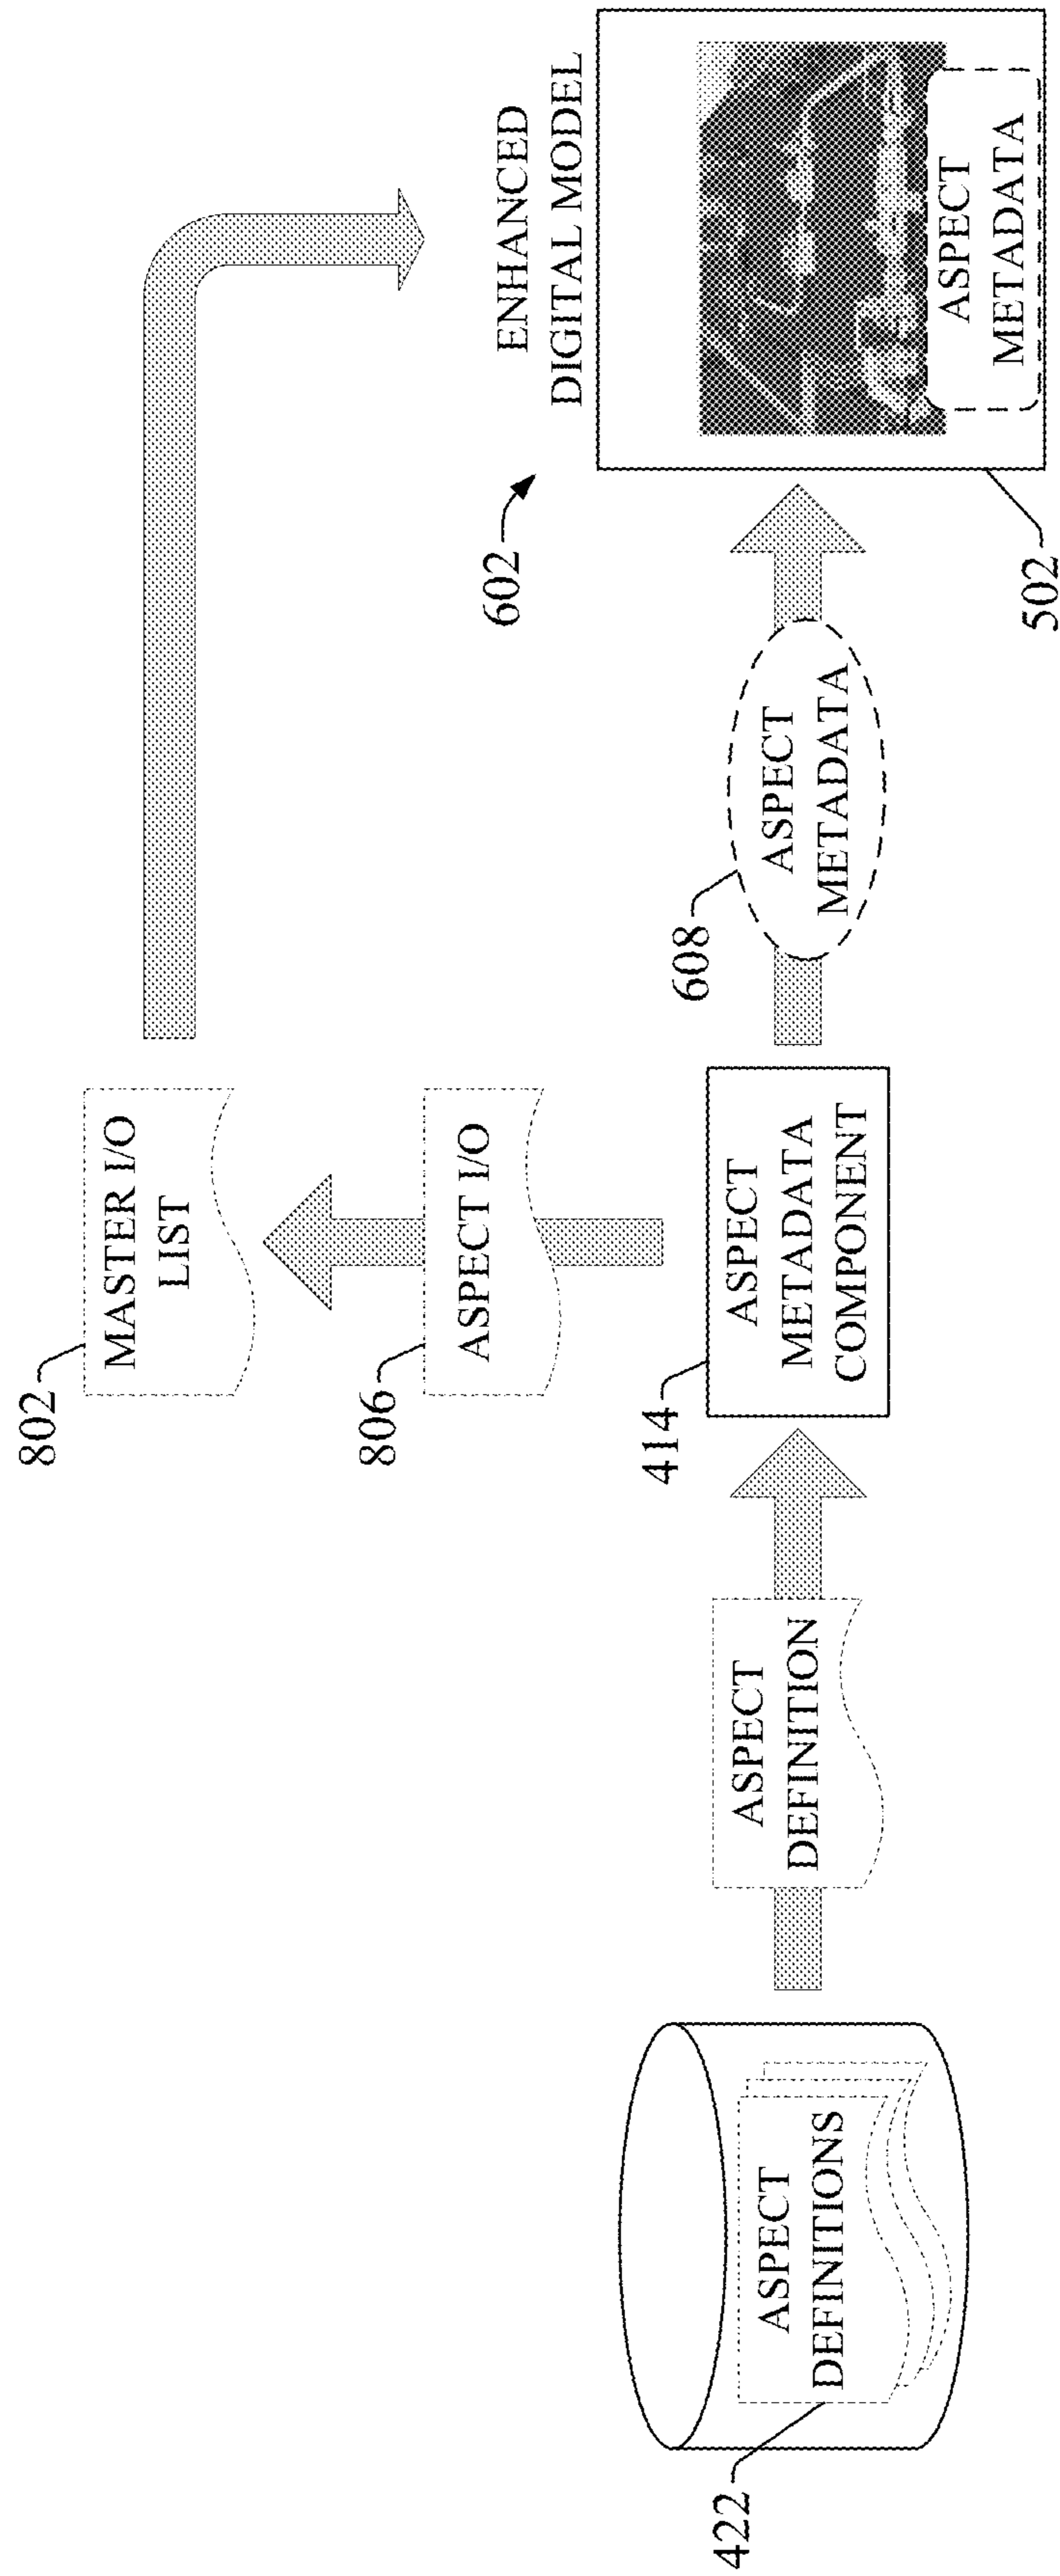 802
MASTER I/O
LIST
806
ASPECT I/O
ENHANCED
DIGITAL MODEL
602
422
ASPECT
DEFINITIONS
ASPECT
DEFINITION
414
ASPECT
METADATA
COMPONENT
608
ASPECT
METADATA
ASPECT
METADATA
502